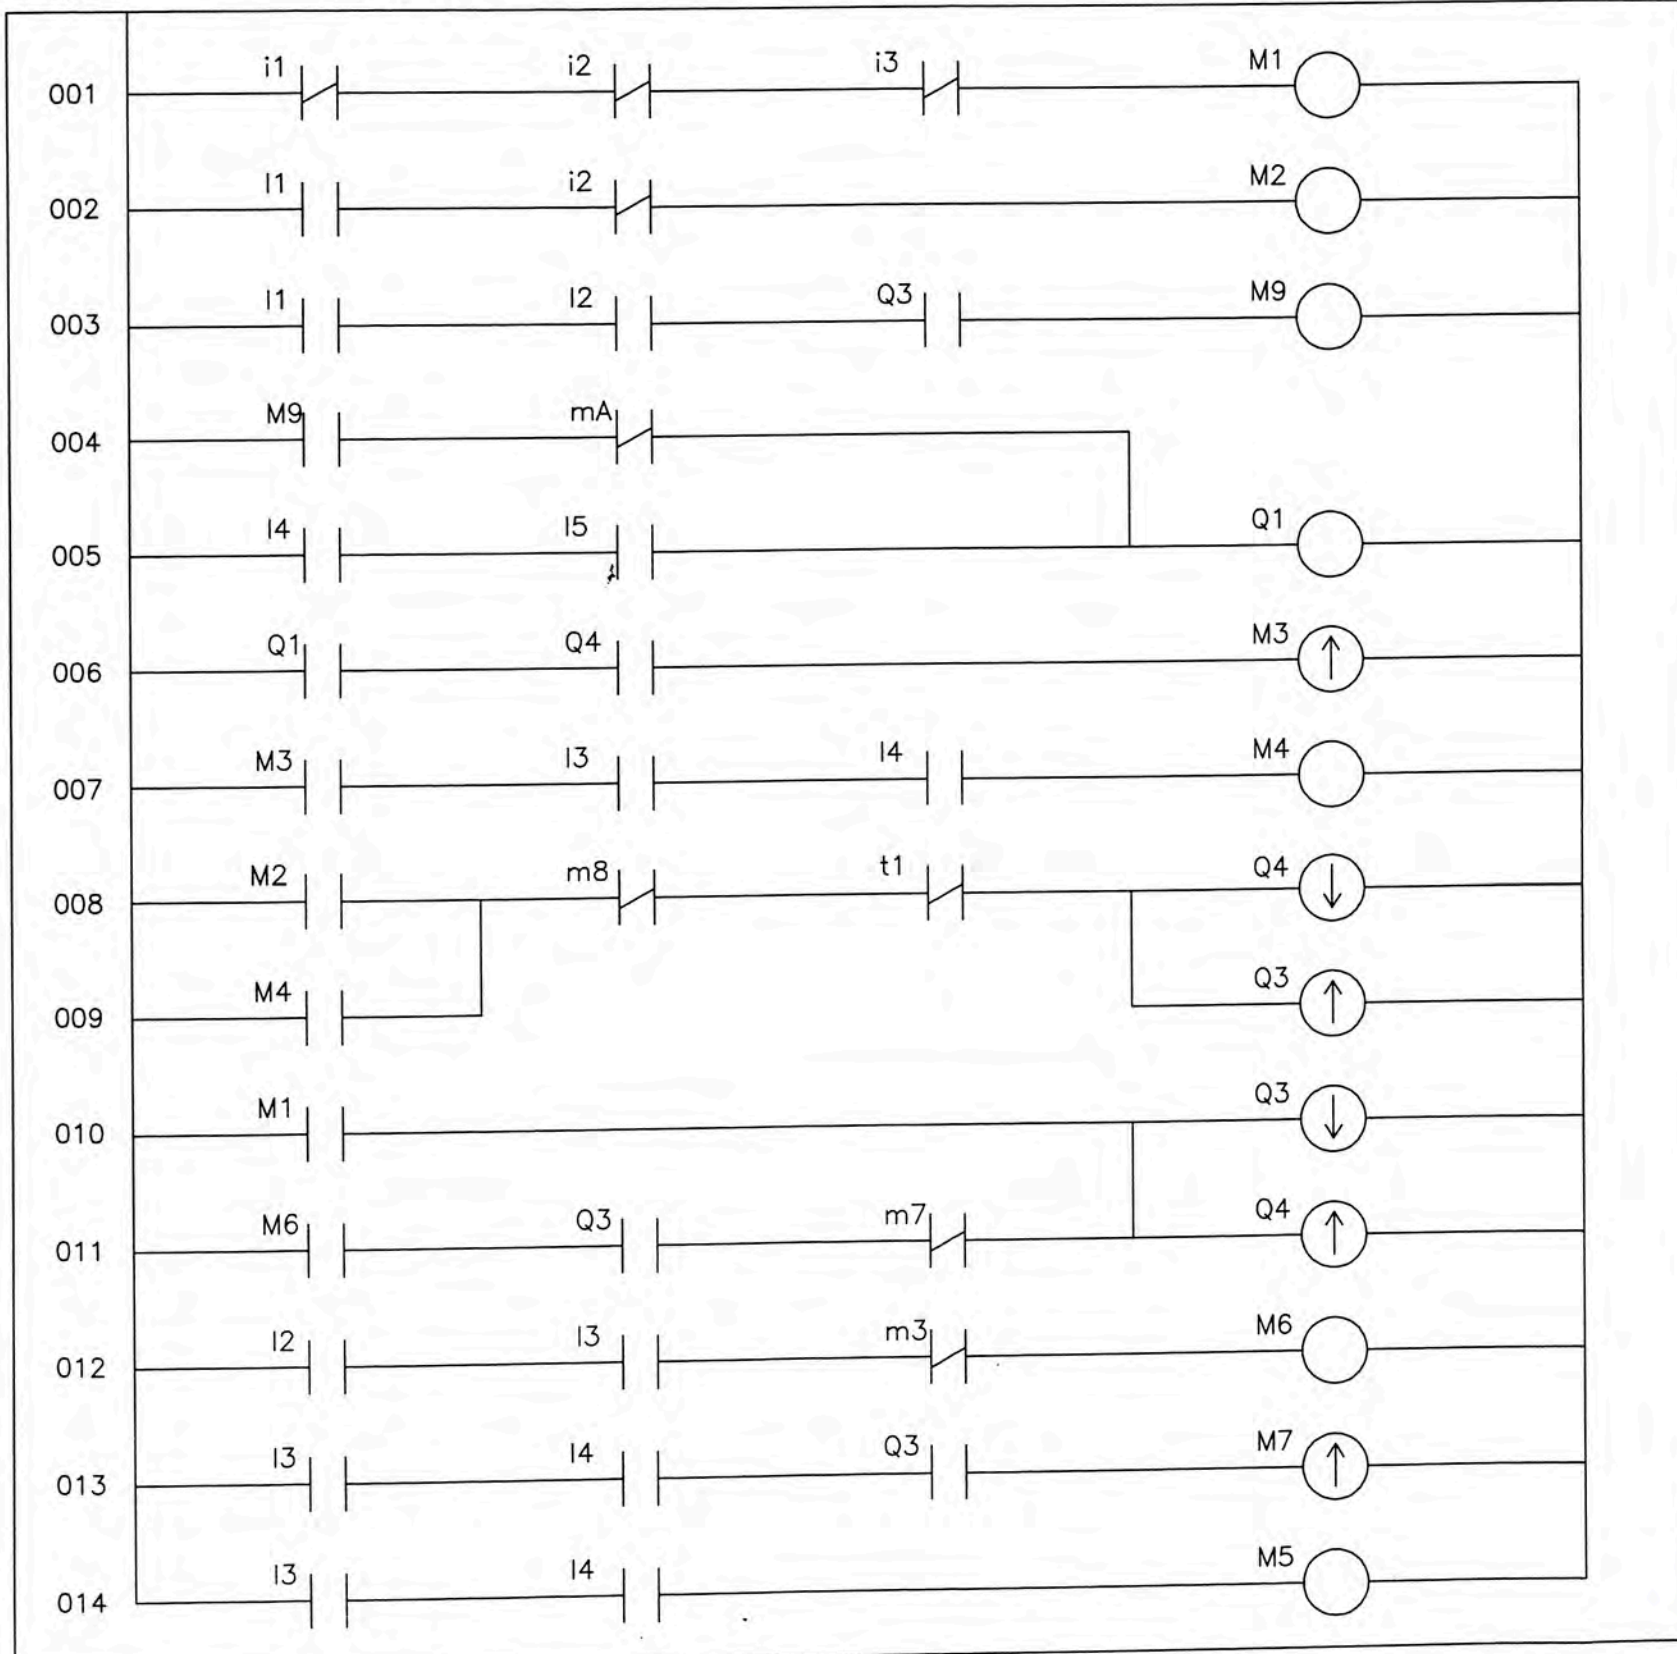 001 i1 i2 i3 M1
002 I1 i2 M2
003 I1 I2 Q3 M9
004 M9 mA
005 I4 I5 Q1
006 Q1 Q4 M3
007 M3 I3 I4 M4
008 M2 m8 t1 Q4
009 M4 Q3
010 M1 Q3
011 M6 Q3 m7 Q4
012 I2 I3 m3 M6
013 I3 I4 Q3 M7
014 I3 I4 M5